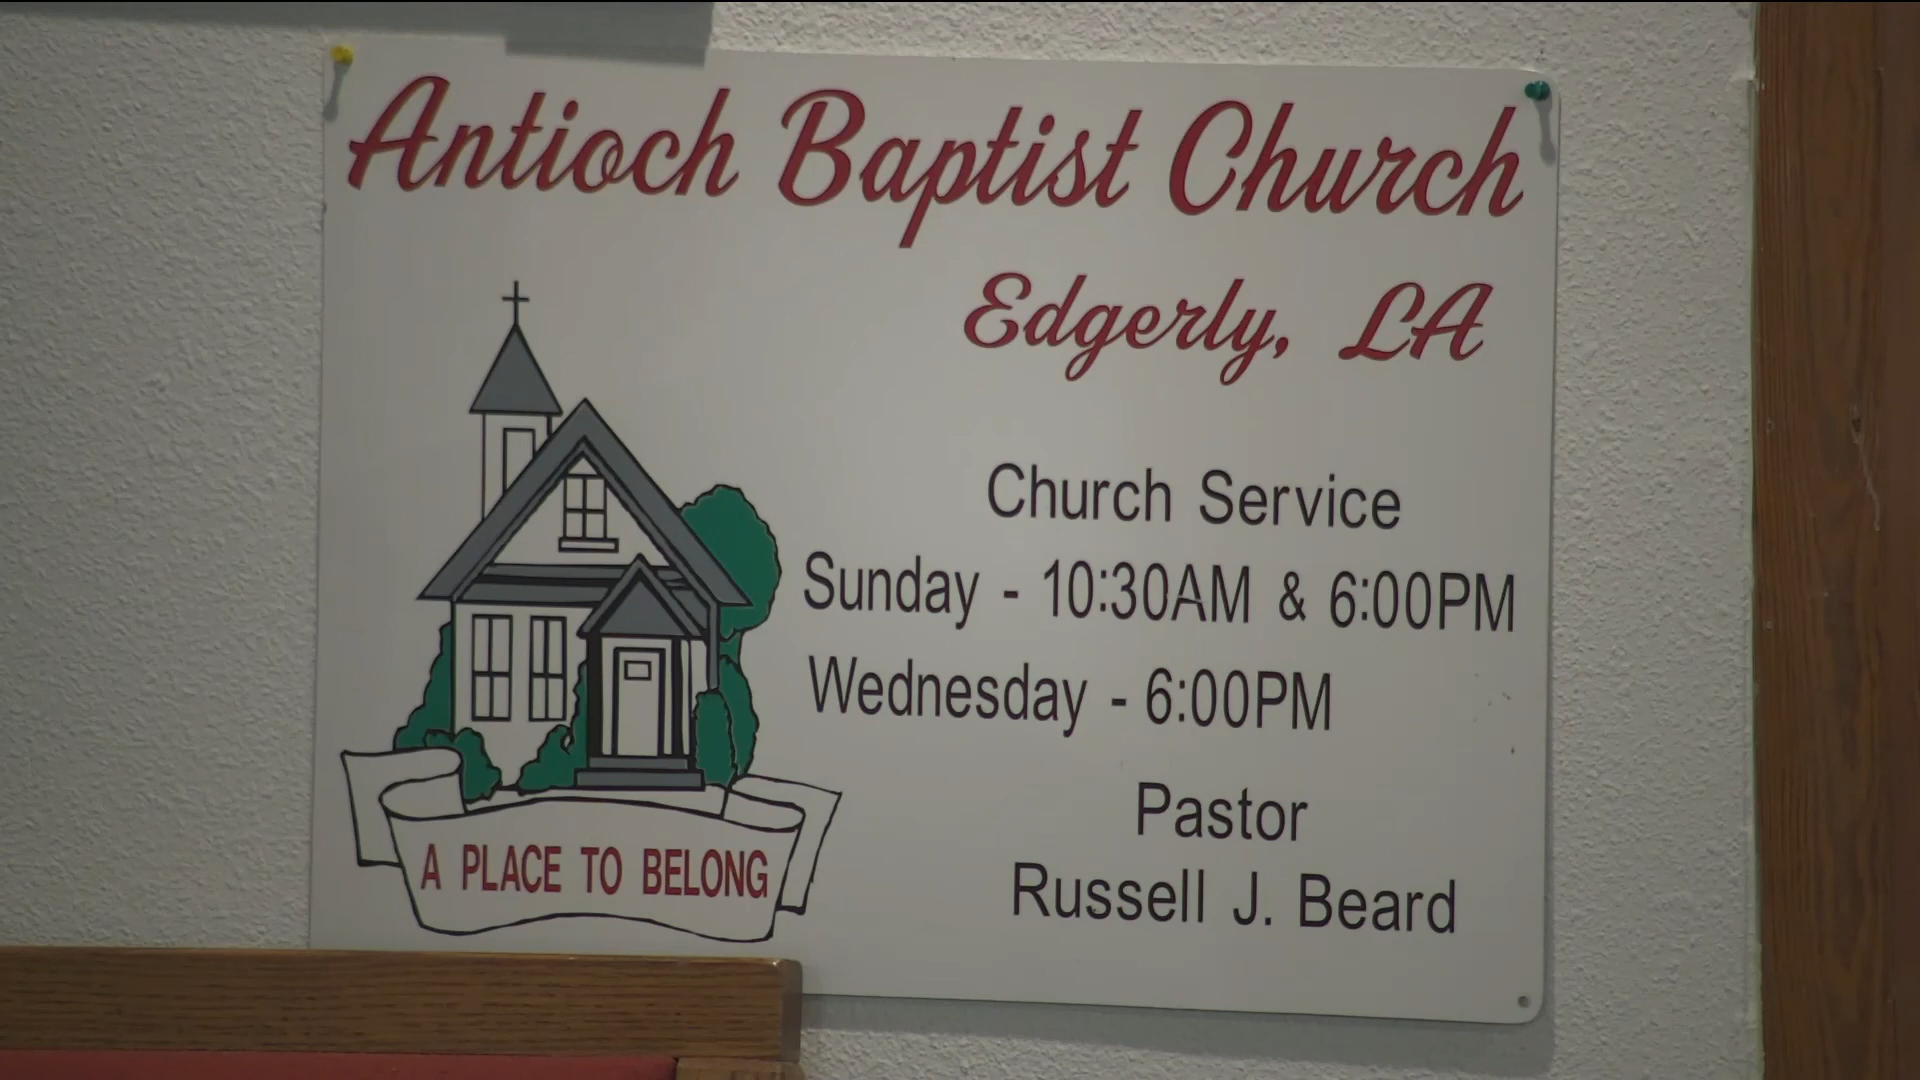 Antioch Baptist Church
Edgerly, LA
Church Service
Sunday - 10:30AM & 6:00PM
Wednesday - 6:00PM
Pastor
Russell J. Beard
A PLACE TO BELONG